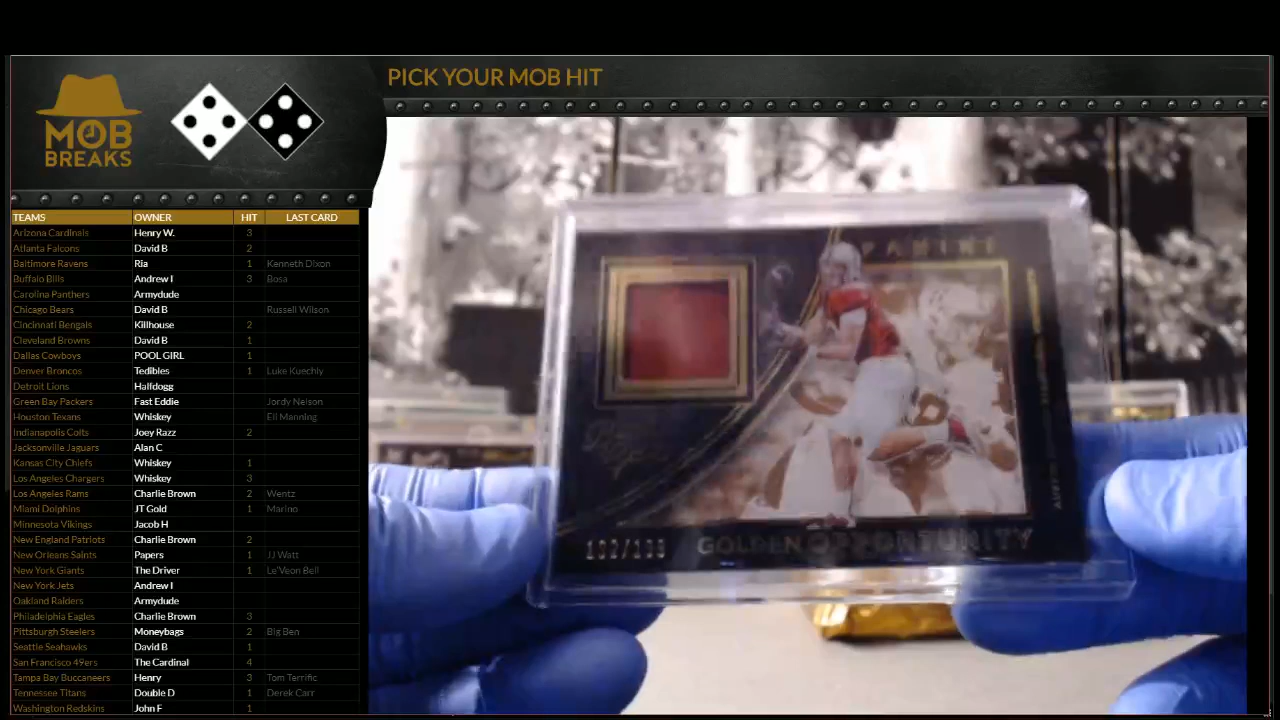 PICK YOUR MOB HIT
MOB
BREAKS
TEAMS OWNER HIT LAST CARD
Arizona Cardinals Henry W. 3
Atlanta Falcons David B 2
Baltimore Ravens Ria 1 Kenneth Dixon
Buffalo Bills Andrew I 3 Bosa
Carolina Panthers Armydude
Chicago Bears David B Russell Wilson
Cincinnati Bengals Killhouse 2
Cleveland Browns David B 1
Dallas Cowboys POOL GIRL 1
Denver Broncos Tedibles 1 Luke Kuechly
Detroit Lions Halfdogg
Green Bay Packers Fast Eddie Jordy Nelson
Houston Texans Whiskey Eli Manning
Indianapolis Colts Joey Razz 2
Jacksonville Jaguars Alan C
Kansas City Chiefs Whiskey 1
Los Angeles Chargers Whiskey 3
Los Angeles Rams Charlie Brown 2 Wentz
Miami Dolphins JT Gold 1 Marino
Minnesota Vikings Jacob H
New England Patriots Charlie Brown 2
New Orleans Saints Papers 1 JJ Watt
New York Giants The Driver 1 Le'Veon Bell
New York Jets Andrew I
Oakland Raiders Armydude
Philadelphia Eagles Charlie Brown 3
Pittsburgh Steelers Moneybags 2 Big Ben
Seattle Seahawks David B 1
San Francisco 49ers The Cardinal 4
Tampa Bay Buccaneers Henry 3 Tom Terrific
Tennessee Titans Double D 1 Derek Carr
Washington Redskins John F 1
PANINI
GOLDEN OPPORTUNITY